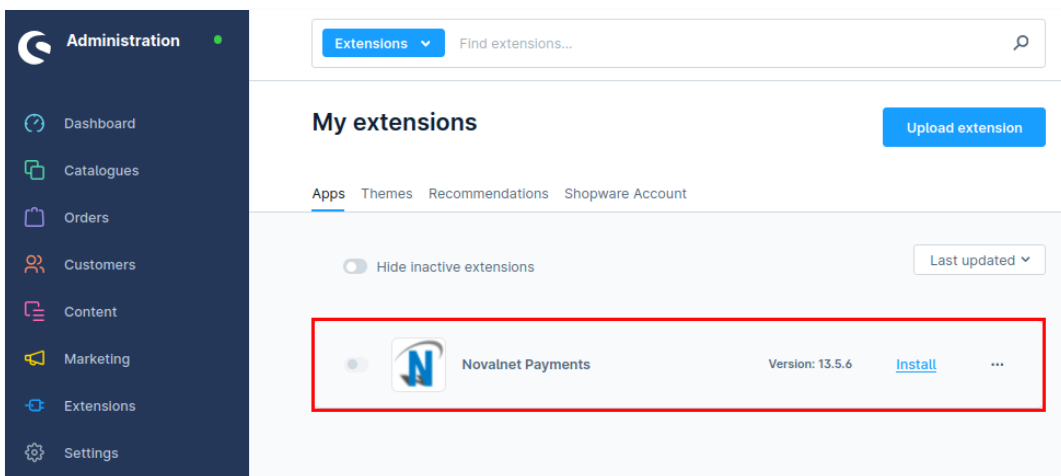 Administration
Dashboard
Catalogues
Orders
Customers
Content
Marketing
Extensions
Settings
Extensions Find extensions...
My extensions
Upload extension
Apps Themes Recommendations Shopware Account
Hide inactive extensions
Last updated
Novalnet Payments Version: 13.5.6 Install ...